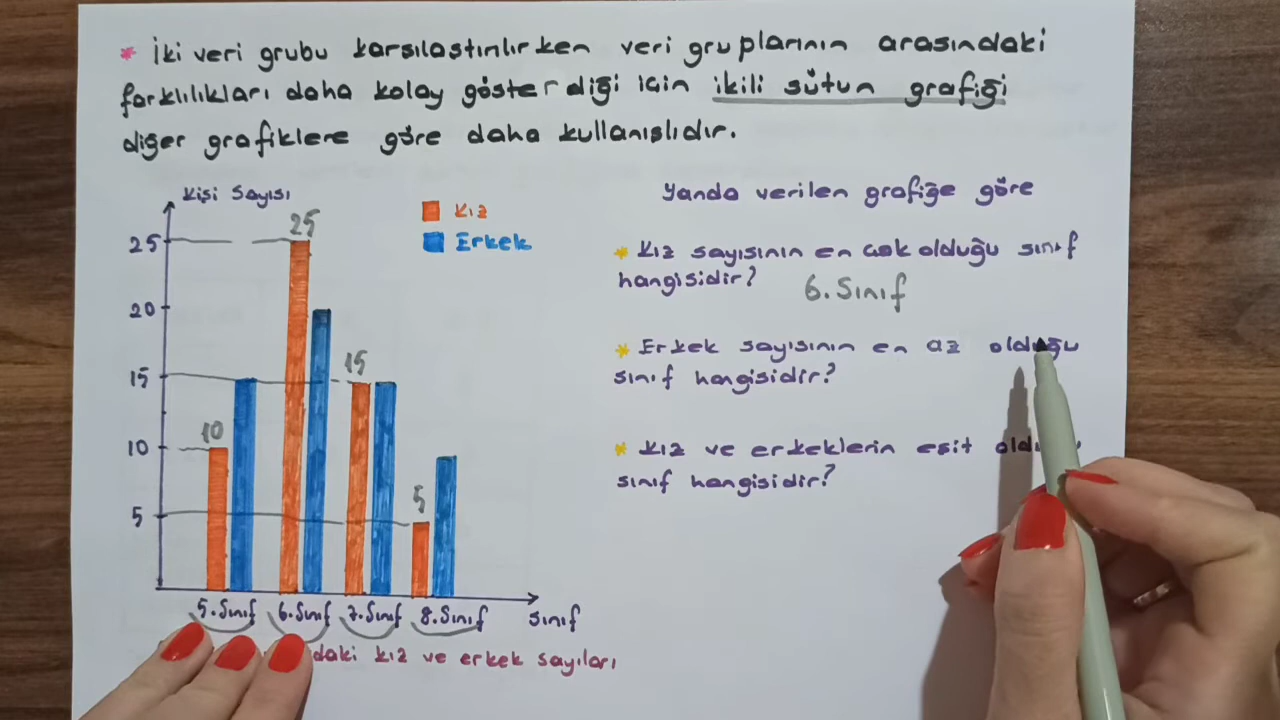 * İki veri grubu karşılaştırılırken veri gruplarının arasındaki
farklılıkları daha kolay gösterdiği için ikili sütun grafiği
diğer grafiklere göre daha kullanışlıdır.
Kişi Sayısı
25
20
15
10
5
25
15
10
5
Kız
Erkek
5.Sınıf 6.Sınıf 7.Sınıf 8.Sınıf sınıf
daki kız ve erkek sayıları
Yanda verilen grafiğe göre
* Kız sayısının en çok olduğu sınıf
hangisidir? 6.Sınıf
* Erkek sayısının en az olduğu
sınıf hangisidir?
* Kız ve erkeklerin eşit
sınıf hangisidir?